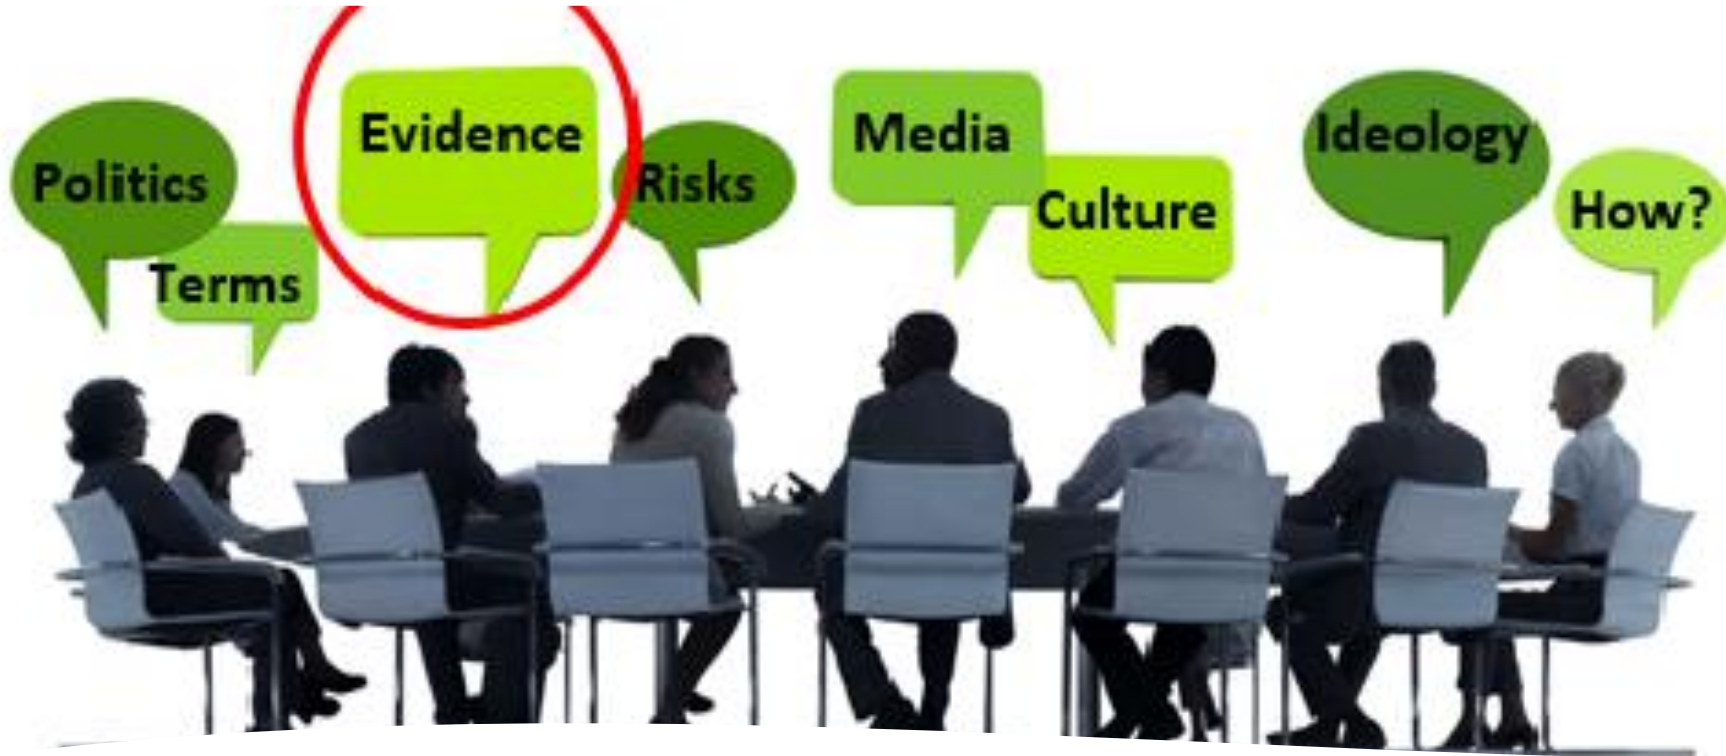 Politics
Terms
Evidence
Risks
Media
Culture
Ideology
How?